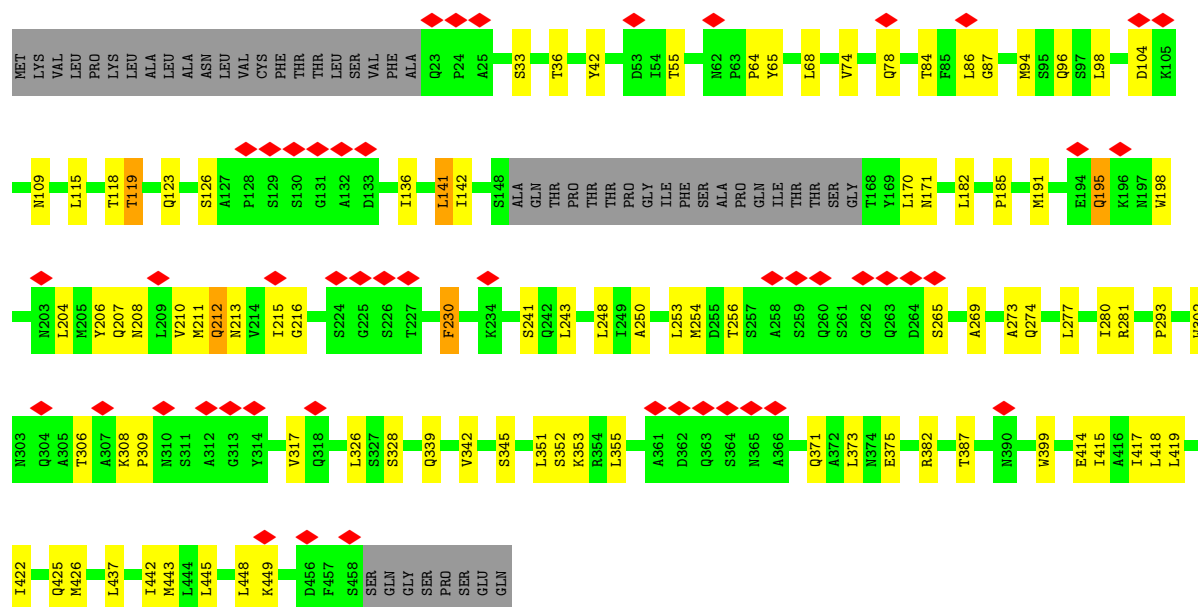 MET LYS VAL LEU PRO LYS LEU ALA LEU ALA ASN LEU VAL CYS PHE THR THR LEU SER VAL PHE ALA Q23 P24 A25 S33 T36 Y42 D53 I54 T55 N62 P63 P64 Y65 L68 V74 Q78 T84 F85 L86 G87 M94 S95 Q96 S97 L98 D104 K105
N109 L115 T118 T119 Q123 S126 A127 P128 S129 S130 G131 A132 D133 I136 L141 I142 S148 ALA GLN THR PRO THR THR PRO GLY ILE PHE SER ALA PRO GLN ILE THR THR SER GLY T168 Y169 L170 N171 L182 P185 M191 E194 Q195 K196 N197 W198
N203 L204 M205 Y206 Q207 N208 L209 V210 M211 Q212 N213 V214 I215 G216 S224 G225 S226 T227 F230 K234 S241 Q242 L243 L248 I249 A250 L253 M254 D255 T256 S257 A258 S259 Q260 S261 G262 Q263 D264 S265 A269 A273 Q274 L277 I280 R281 P293 W302
N303 Q304 A305 T306 A307 K308 P309 N310 S311 A312 G313 Y314 V317 Q318 L326 S327 S328 Q339 V342 S345 L351 S352 K353 R354 L355 A361 D362 Q363 S364 N365 A366 Q371 A372 L373 N374 E375 R382 T387 N390 W399 E414 I415 A416 I417 L418 L419
I422 Q425 M426 L437 I442 M443 L444 L445 L448 K449 D456 F457 S458 SER GLN GLY SER PRO SER GLU GLN